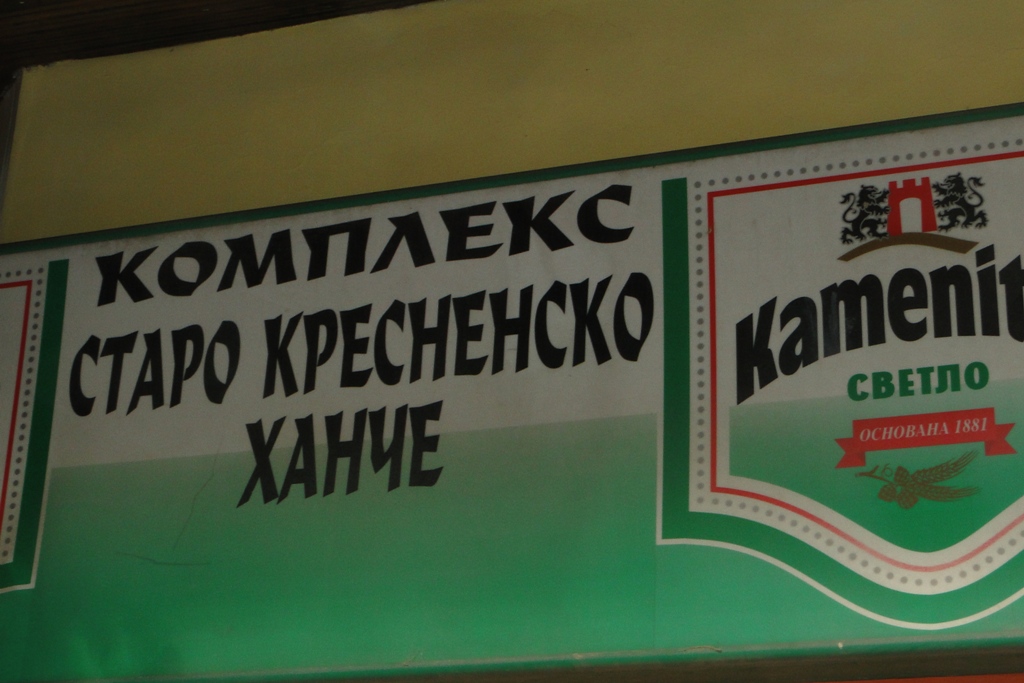 КОМПЛЕКС
СТАРО КРЕСНЕНСКО
ХАНЧЕ
Kamenit
СВЕТЛО
ОСНОВАНА 1881